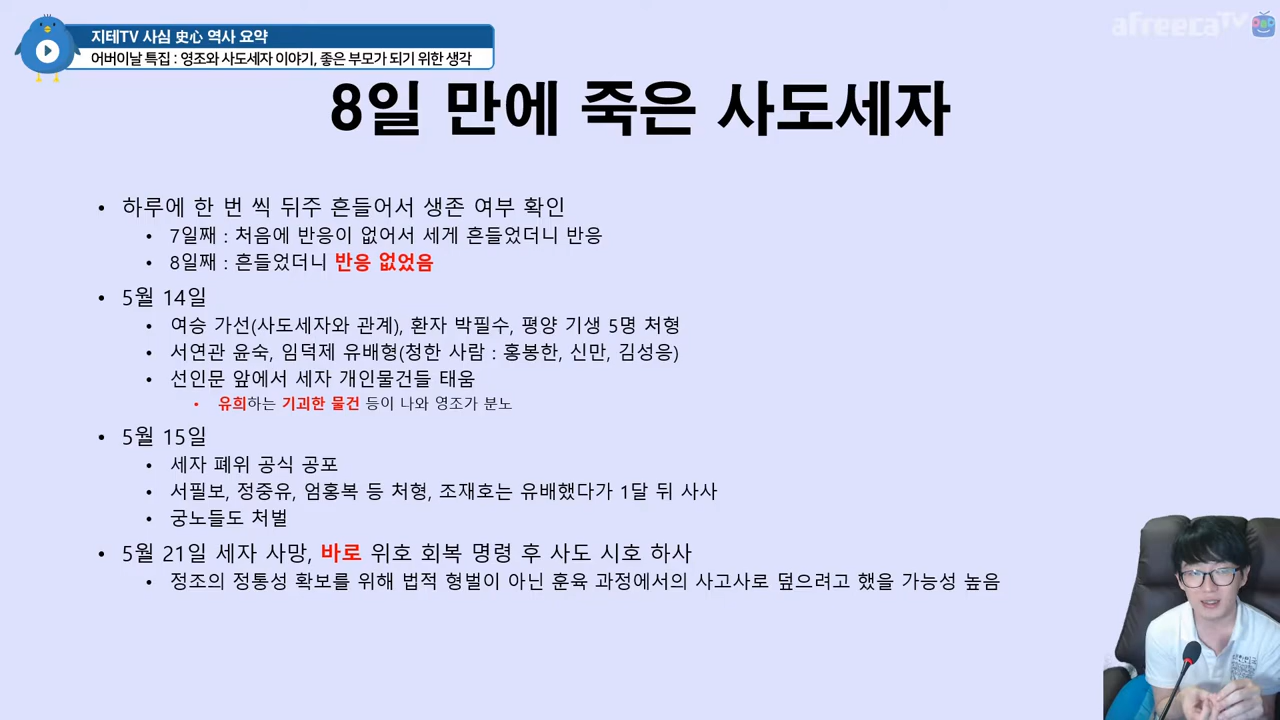 지테TV 사심 史心 역사 요약
어버이날 특집 : 영조와 사도세자 이야기, 좋은 부모가 되기 위한 생각
afreecaTV
8일 만에 죽은 사도세자
• 하루에 한 번 씩 뒤주 흔들어서 생존 여부 확인
• 7일째 : 처음에 반응이 없어서 세게 흔들었더니 반응
• 8일째 : 흔들었더니 반응 없었음
• 5월 14일
• 여승 가선(사도세자와 관계), 환자 박필수, 평양 기생 5명 처형
• 서연관 윤숙, 임덕제 유배형(청한 사람 : 홍봉한, 신만, 김성응)
• 선인문 앞에서 세자 개인물건들 태움
• 유희하는 기괴한 물건 등이 나와 영조가 분노
• 5월 15일
• 세자 폐위 공식 공포
• 서필보, 정중유, 엄홍복 등 처형, 조재호는 유배했다가 1달 뒤 사사
• 궁노들도 처벌
• 5월 21일 세자 사망, 바로 위호 회복 명령 후 사도 시호 하사
• 정조의 정통성 확보를 위해 법적 형벌이 아닌 훈육 과정에서의 사고사로 덮으려고 했을 가능성 높음